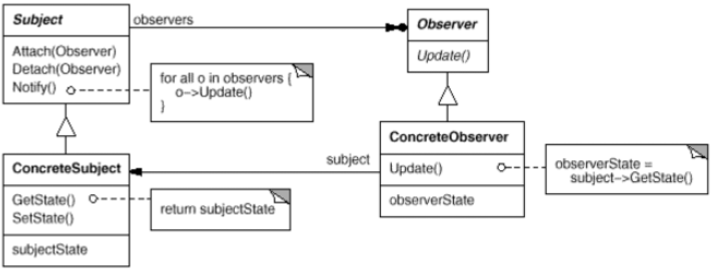 Subject
observers
Observer
Attach(Observer)
Detach(Observer)
Notify()
Update()
for all o in observers {
o->Update()
}
ConcreteSubject
GetState()
SetState()
subjectState
return subjectState
subject
ConcreteObserver
Update()
observerState
observerState =
subject->GetState()